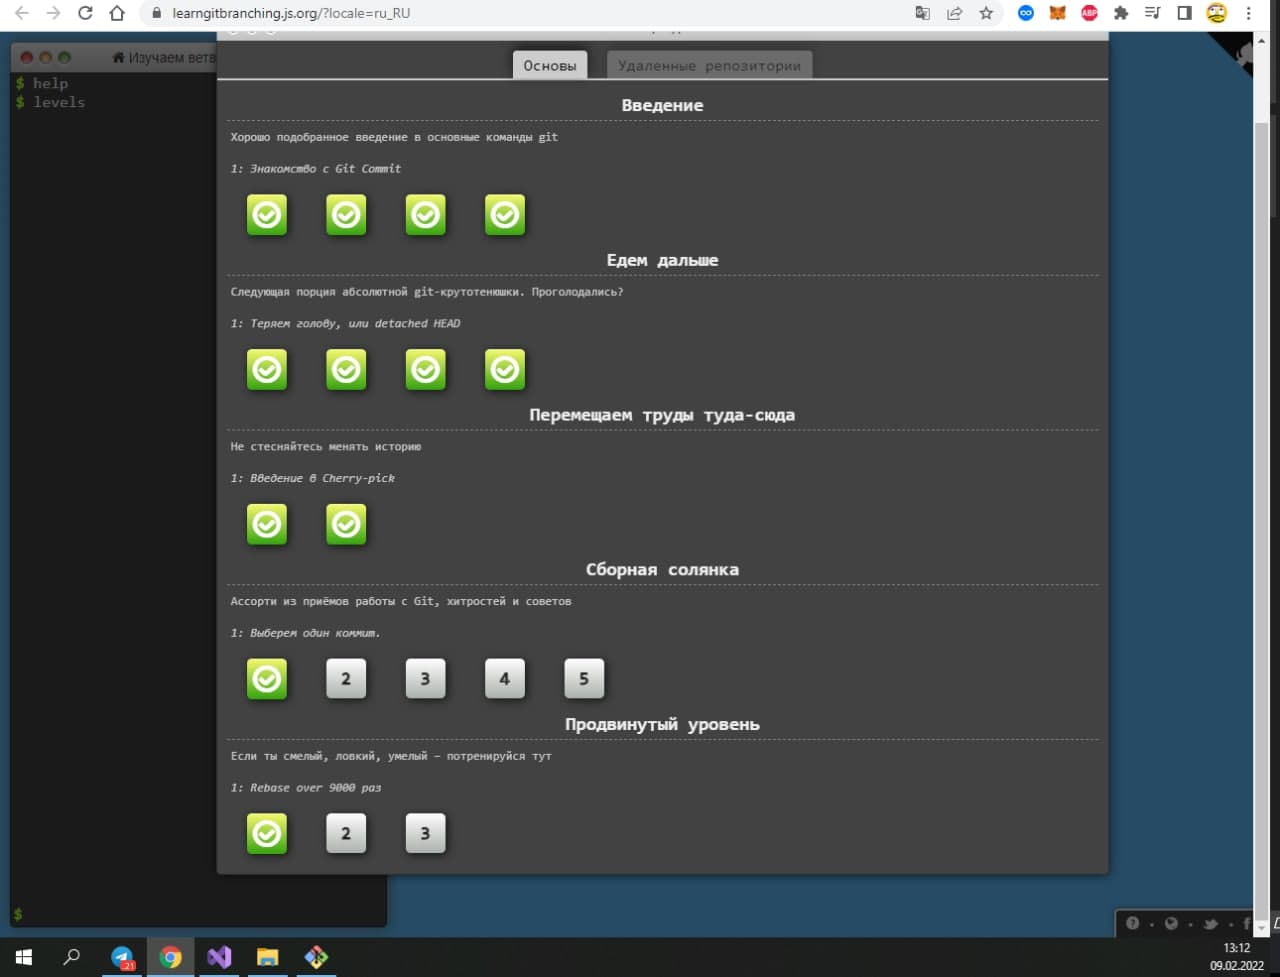 learngitbranching.js.org/?locale=ru_RU
ABP
Изучаем ветв
$ help
$ levels
Основы
Удаленные репозитории
Введение
Хорошо подобранное введение в основные команды git
1: Знакомство с Git Commit
Едем дальше
Следующая порция абсолютной git-крутотенюшки. Проголодались?
1: Теряем голову, или detached HEAD
Перемещаем труды туда-сюда
Не стесняйтесь менять историю
1: Введение в Cherry-pick
Сборная солянка
Ассорти из приёмов работы с Git, хитростей и советов
1: Выберем один коммит.
2 3 4 5
Продвинутый уровень
Если ты смелый, ловкий, умелый – потренируйся тут
1: Rebase over 9000 раз
2 3
$
21
13:12
09.02.2022